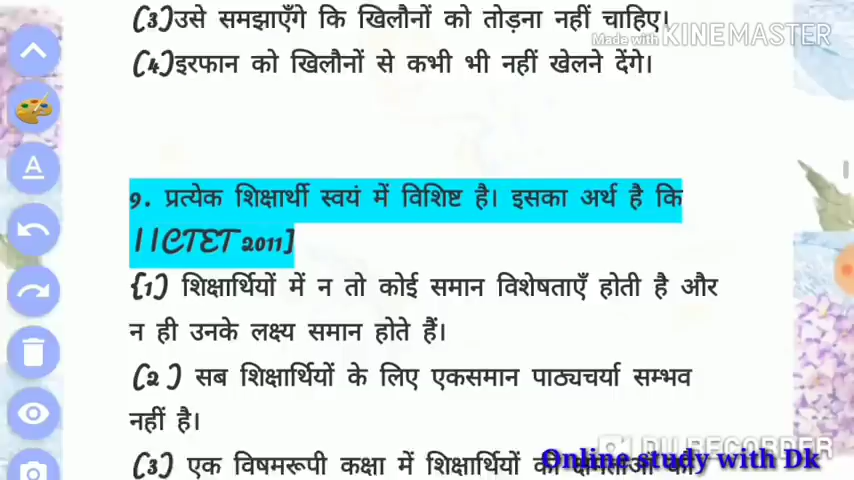 (3)उसे समझाएँगे कि खिलौनों को तोड़ना नहीं चाहिए।
Made with KINEMASTER
(4)इरफान को खिलौनों से कभी भी नहीं खेलने देंगे।
9. प्रत्येक शिक्षार्थी स्वयं में विशिष्ट है। इसका अर्थ है कि
||CTET 2011]
{1) शिक्षार्थियों में न तो कोई समान विशेषताएँ होती है और
न ही उनके लक्ष्य समान होते हैं।
(2 ) सब शिक्षार्थियों के लिए एकसमान पाठ्यचर्या सम्भव
नहीं है।
DU RECORDER
(3) एक विषमरूपी कक्षा में शिक्षार्थियों की
Online study with Dk